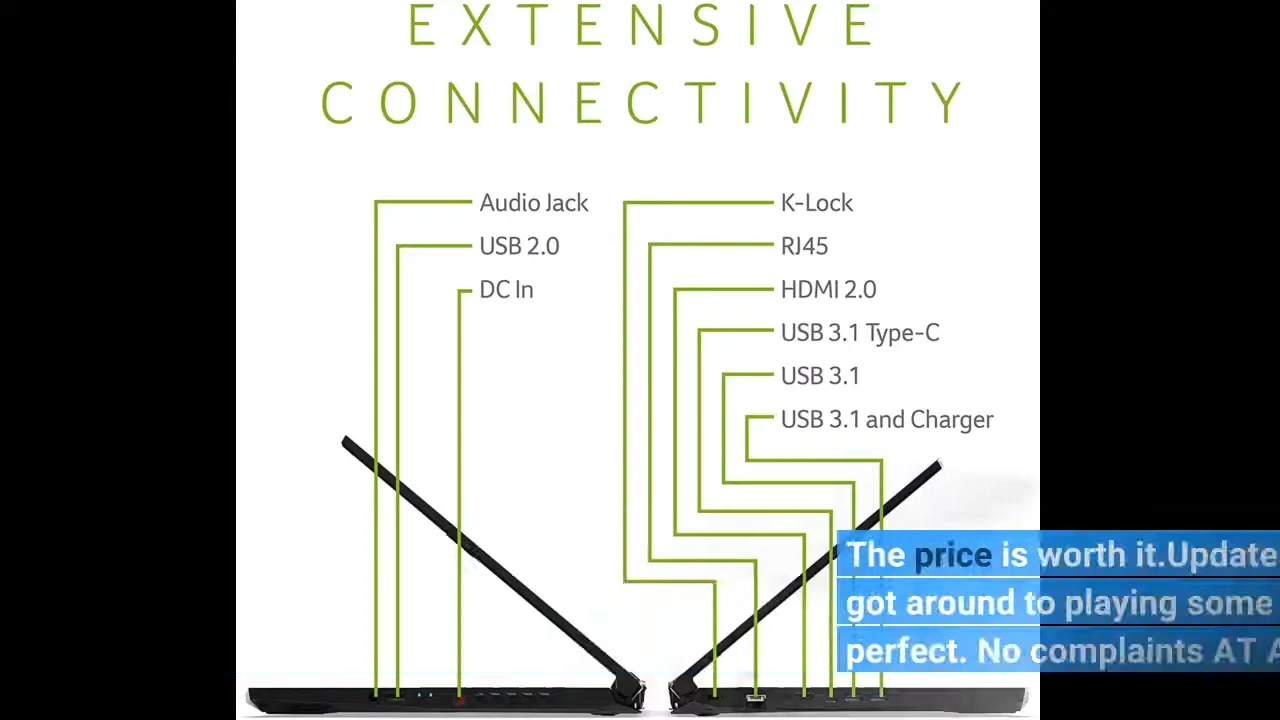 EXTENSIVE
CONNECTIVITY
Audio Jack
USB 2.0
DC In
K-Lock
RJ45
HDMI 2.0
USB 3.1 Type-C
USB 3.1
USB 3.1 and Charger
The price is worth it.Update
got around to playing some
perfect. No complaints AT